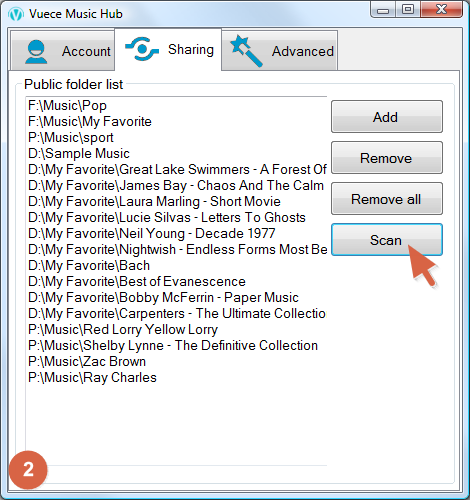 Vuece Music Hub
Account
Sharing
Advanced
Public folder list
F:\Music\Pop
F:\Music\My Favorite
P:\Music\sport
D:\Sample Music
D:\My Favorite\Great Lake Swimmers - A Forest Of
D:\My Favorite\James Bay - Chaos And The Calm
D:\My Favorite\Laura Marling - Short Movie
D:\My Favorite\Lucie Silvas - Letters To Ghosts
D:\My Favorite\Neil Young - Decade 1977
D:\My Favorite\Nightwish - Endless Forms Most Be
D:\My Favorite\Bach
D:\My Favorite\Best of Evanescence
D:\My Favorite\Bobby McFerrin - Paper Music
D:\My Favorite\Carpenters - The Ultimate Collectio
P:\Music\Red Lorry Yellow Lorry
P:\Music\Shelby Lynne - The Definitive Collection
P:\Music\Zac Brown
P:\Music\Ray Charles
Add
Remove
Remove all
Scan
2